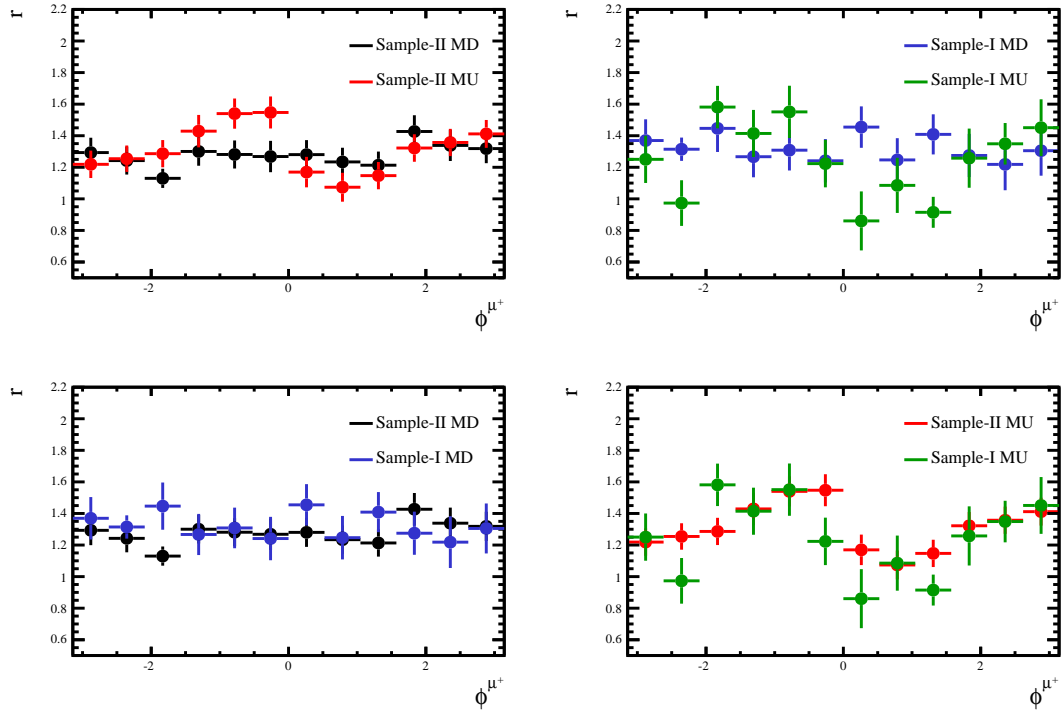 r
2.2
2
1.8
1.6
1.4
1.2
1
0.8
0.6
Sample-II MD
Sample-II MU
-2 0 2
ϕ^μ⁺
r
2.2
2
1.8
1.6
1.4
1.2
1
0.8
0.6
Sample-I MD
Sample-I MU
-2 0 2
ϕ^μ⁺
r
2.2
2
1.8
1.6
1.4
1.2
1
0.8
0.6
Sample-II MD
Sample-I MD
-2 0 2
ϕ^μ⁺
r
2.2
2
1.8
1.6
1.4
1.2
1
0.8
0.6
Sample-II MU
Sample-I MU
-2 0 2
ϕ^μ⁺